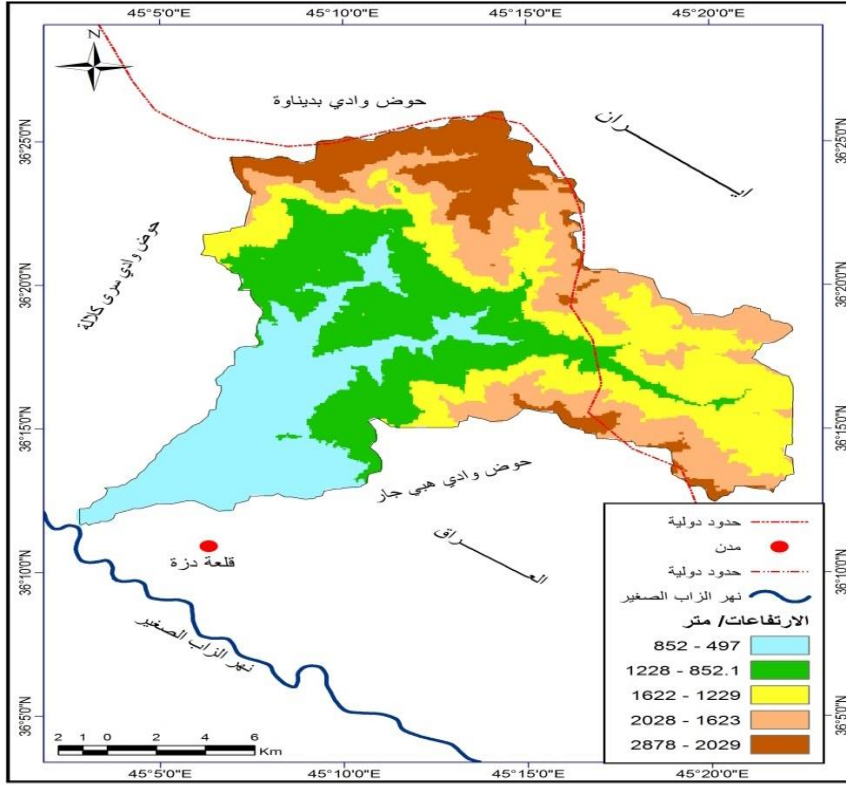 45°5'0"E 45°10'0"E 45°15'0"E 45°20'0"E
N
حوض وادي بديناوة
ايران
36°25'0"N 36°25'0"N
حوض وادي سرى كلالة
36°20'0"N 36°20'0"N
36°15'0"N 36°15'0"N
حوض وادي هبي جار
العراق
قلعة دزة
36°10'0"N 36°10'0"N
نهر الزاب الصغير
36°5'0"N 36°5'0"N
حدود دولية
مدن
حدود دولية
نهر الزاب الصغير
الارتفاعات/ متر
852 - 497
1228 - 852.1
1622 - 1229
2028 - 1623
2878 - 2029
2 1 0 2 4 6
Km
45°5'0"E 45°10'0"E 45°15'0"E 45°20'0"E